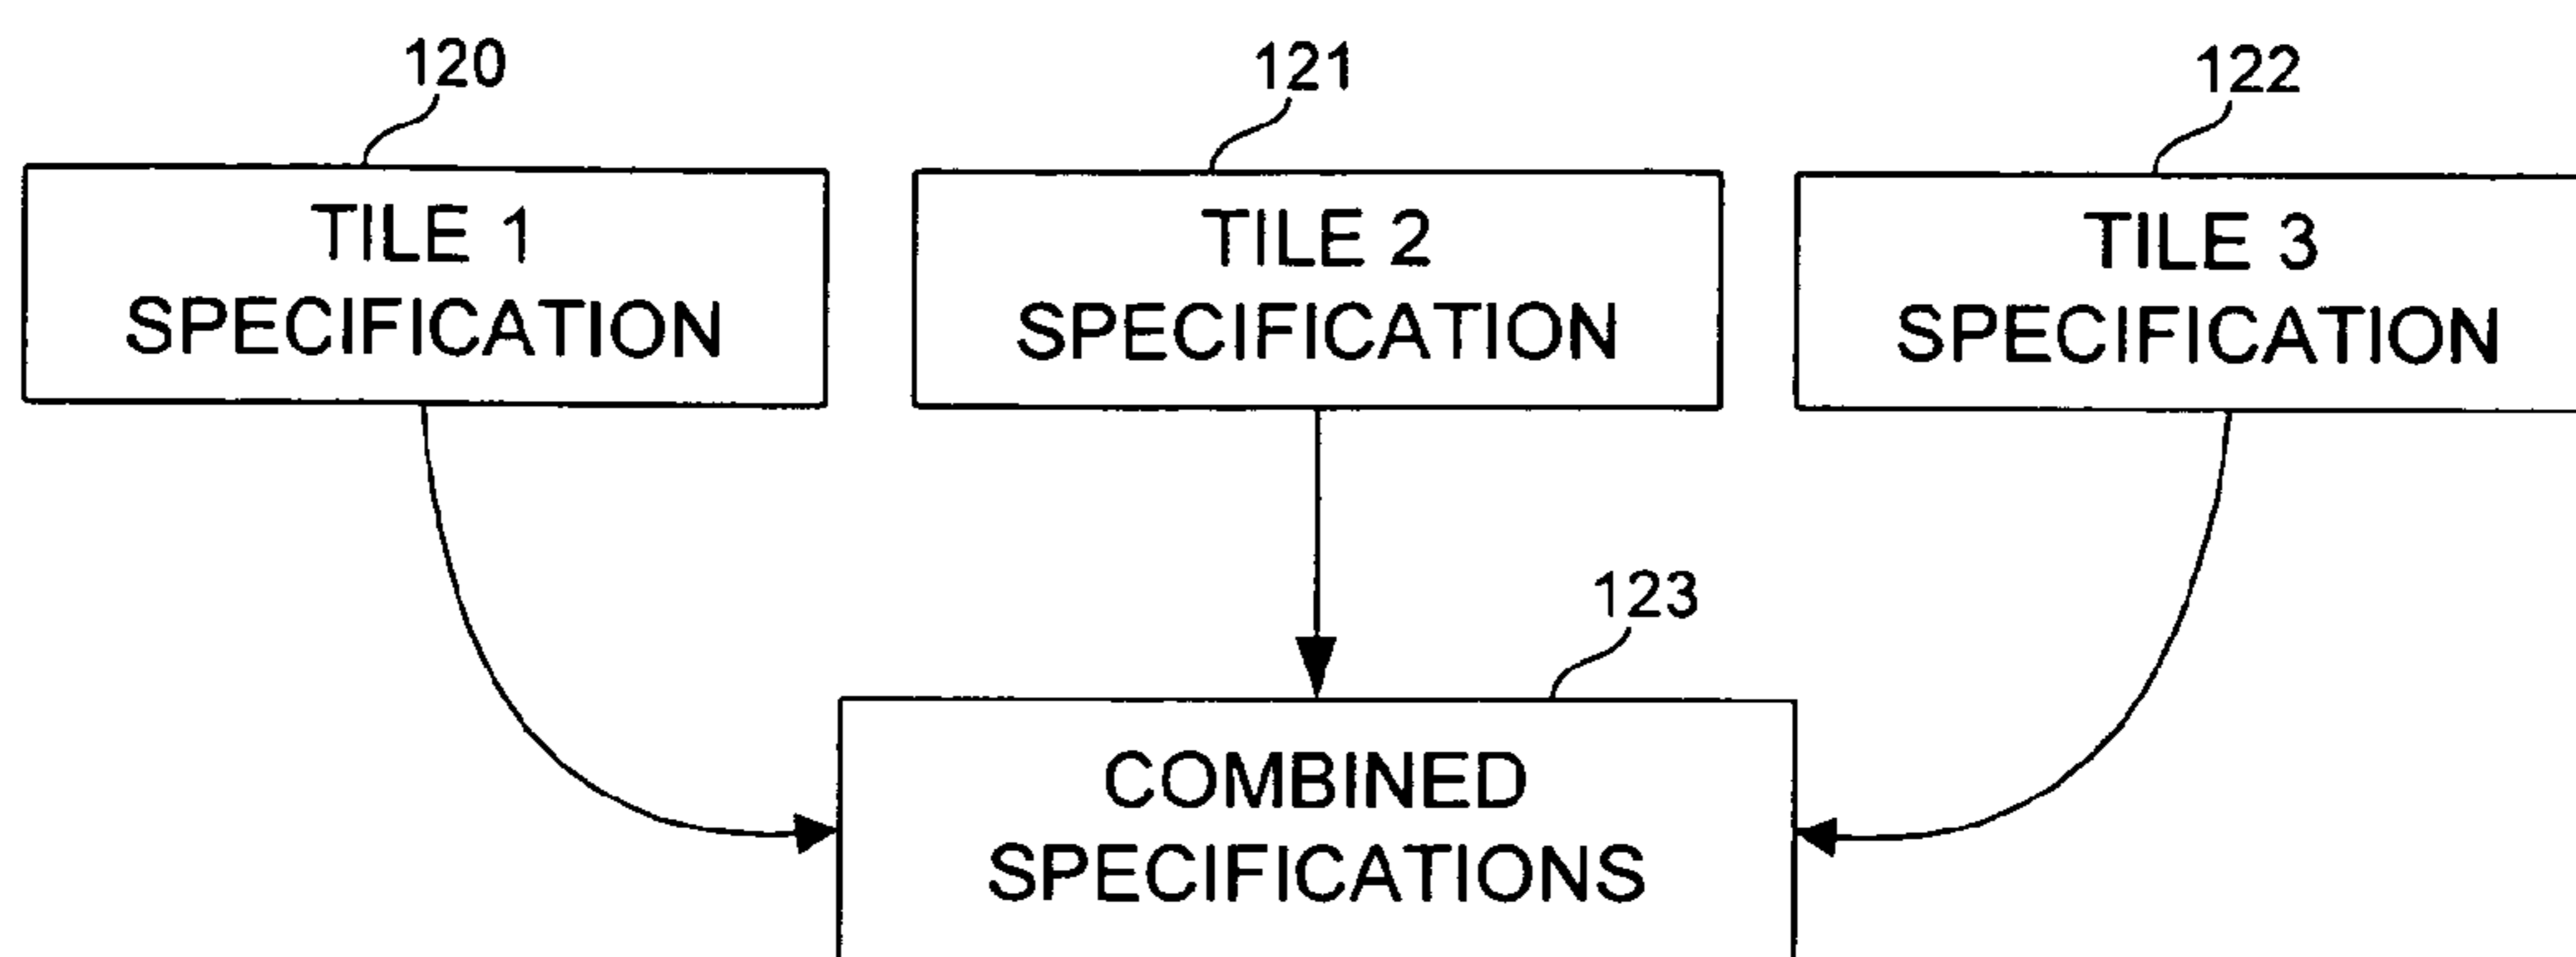 120
121
122
TILE 1
SPECIFICATION
TILE 2
SPECIFICATION
TILE 3
SPECIFICATION
123
COMBINED
SPECIFICATIONS